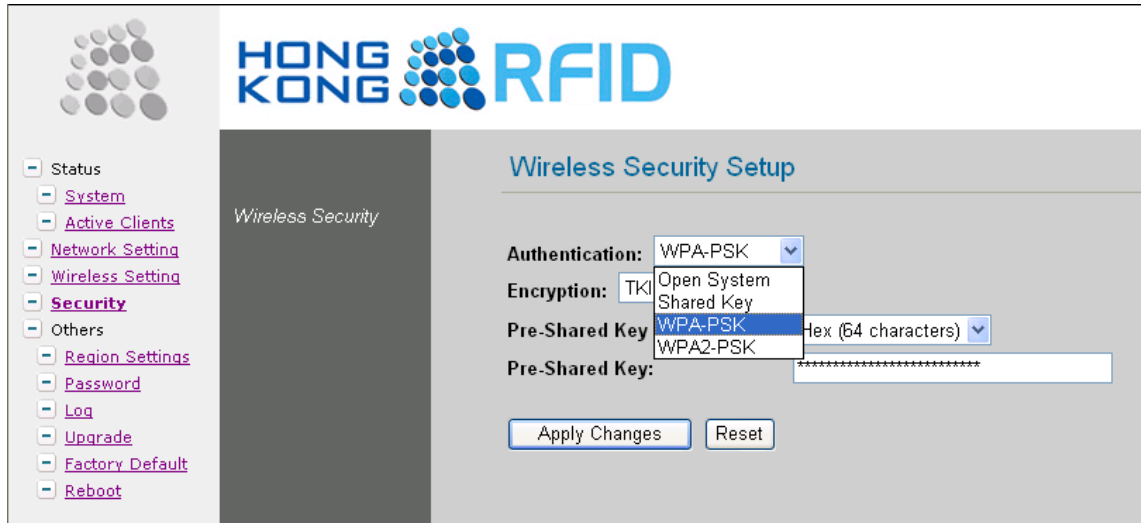 HONG KONG RFID
Status
System
Active Clients
Network Setting
Wireless Setting
Security
Others
Region Settings
Password
Log
Upgrade
Factory Default
Reboot
Wireless Security
Wireless Security Setup
Authentication: WPA-PSK
Open System
Shared Key
WPA-PSK
WPA2-PSK
Encryption:
Pre-Shared Key Hex (64 characters)
Pre-Shared Key: **************************
Apply Changes Reset